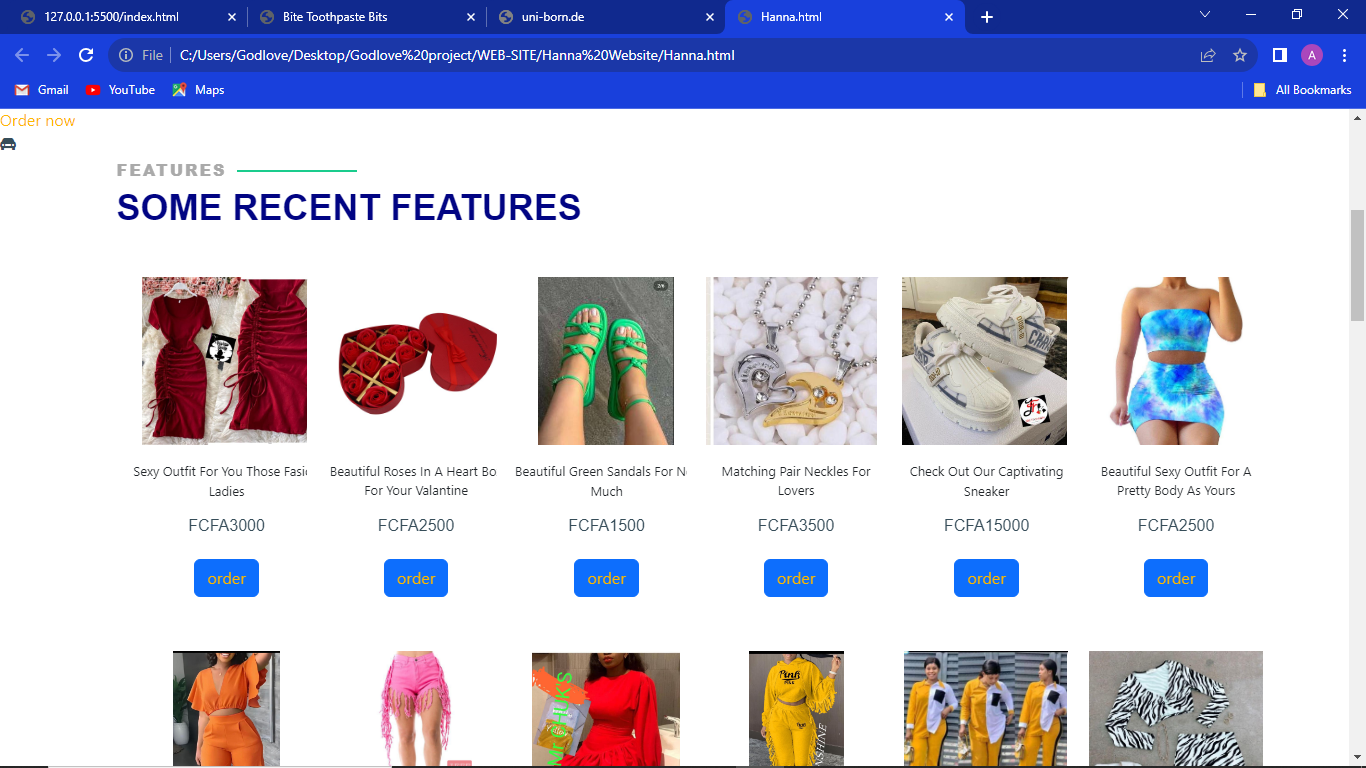 127.0.0.1:5500/index.html
Bite Toothpaste Bits
uni-born.de
Hanna.html
File
C:/Users/Godlove/Desktop/Godlove%20project/WEB-SITE/Hanna%20Website/Hanna.html
A
Gmail
YouTube
Maps
All Bookmarks
Order now
FEATURES
SOME RECENT FEATURES
2/6
Sexy Outfit For You Those Fasi
Ladies
FCFA3000
order
Beautiful Roses In A Heart Bo
For Your Valantine
FCFA2500
order
Beautiful Green Sandals For N
Much
FCFA1500
order
Matching Pair Neckles For
Lovers
FCFA3500
order
Check Out Our Captivating
Sneaker
FCFA15000
order
Beautiful Sexy Outfit For A
Pretty Body As Yours
FCFA2500
order
Pink
PINK